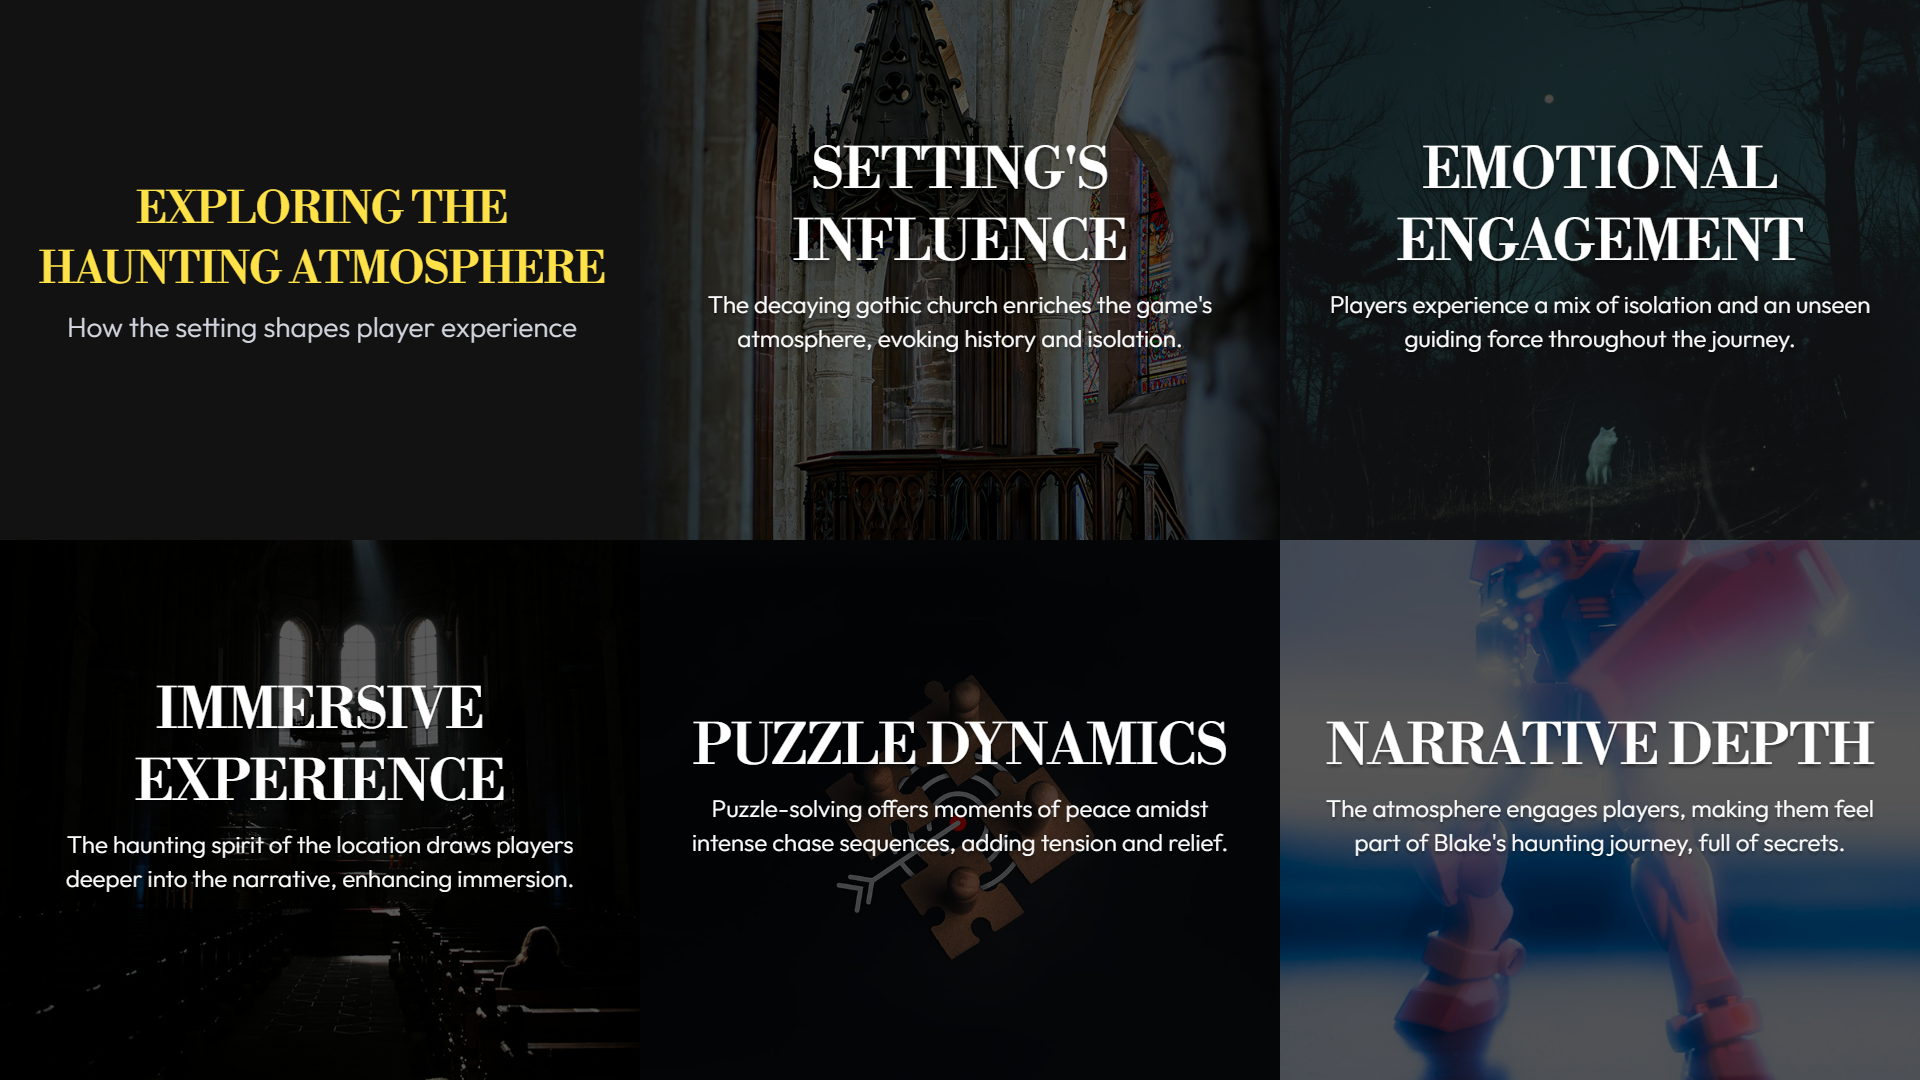 EXPLORING THE
HAUNTING ATMOSPHERE
How the setting shapes player experience
SETTING'S
INFLUENCE
The decaying gothic church enriches the game's
atmosphere, evoking history and isolation.
EMOTIONAL
ENGAGEMENT
Players experience a mix of isolation and an unseen
guiding force throughout the journey.
IMMERSIVE
EXPERIENCE
The haunting spirit of the location draws players
deeper into the narrative, enhancing immersion.
PUZZLE DYNAMICS
Puzzle-solving offers moments of peace amidst
intense chase sequences, adding tension and relief.
NARRATIVE DEPTH
The atmosphere engages players, making them feel
part of Blake's haunting journey, full of secrets.